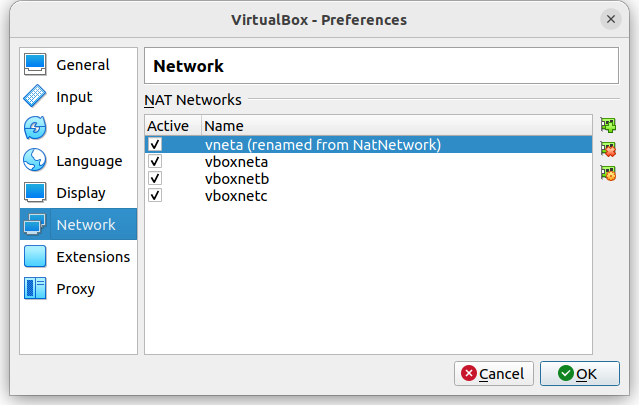 VirtualBox - Preferences
General
Input
Update
Language
Display
Network
Extensions
Proxy
Network
NAT Networks
Active Name
vneta (renamed from NatNetwork)
vboxneta
vboxnetb
vboxnetc
Cancel OK